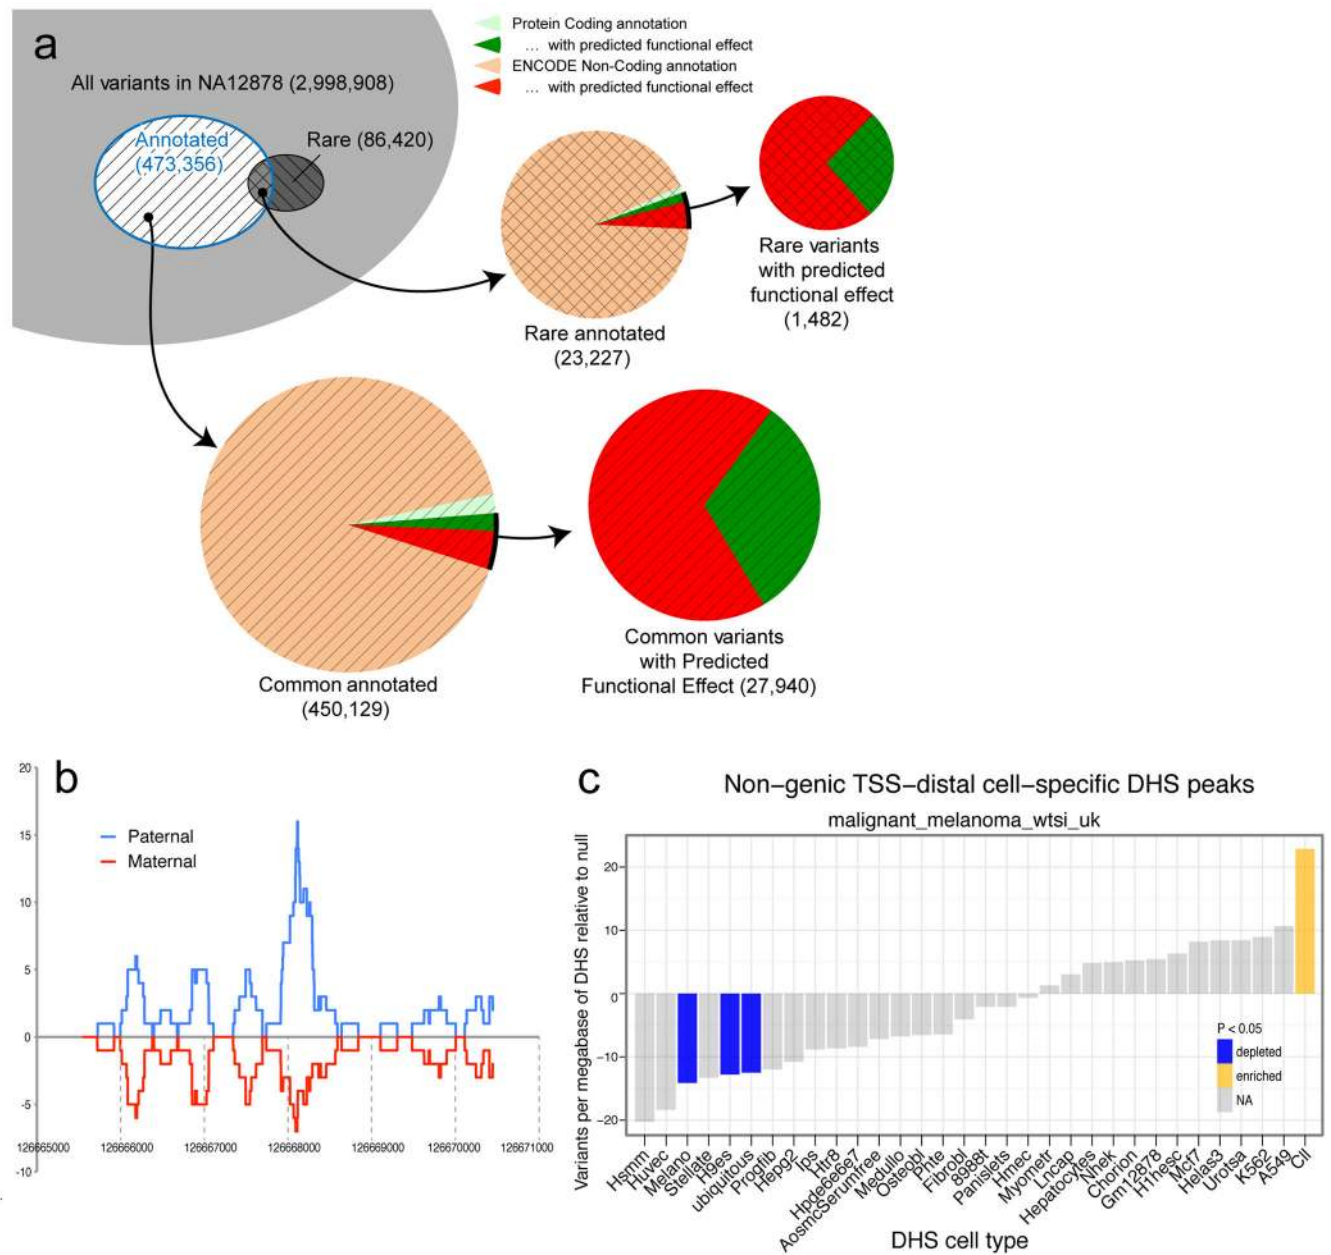 a
Protein Coding annotation
... with predicted functional effect
ENCODE Non-Coding annotation
... with predicted functional effect
All variants in NA12878 (2,998,908)
Annotated
(473,356)
Rare (86,420)
Rare annotated
(23,227)
Rare variants
with predicted
functional effect
(1,482)
Common annotated
(450,129)
Common variants
with Predicted
Functional Effect (27,940)
b
20
15
10
5
0
-5
-10
Paternal
Maternal
126665000
126666000
126667000
126668000
126669000
126670000
126671000
c
Non-genic TSS-distal cell-specific DHS peaks
malignant_melanoma_wtsi_uk
Variants per megabase of DHS relative to null
20
10
0
-10
-20
P < 0.05
depleted
enriched
NA
Hsmm
Huvec
Melano
Stellate
H9es
ubiquitous
Progfib
Hepg2
Ips
Htr8
Hpde6e6e7
AosmcSerumfree
Medullo
Osteobl
Phte
Fibrobl
8988t
Panislets
Hmec
Myometr
Lncap
Hepatocytes
Nhek
Chorion
Gm12878
H1hesc
Mcf7
Helas3
Urotsa
K562
A549
Cll
DHS cell type